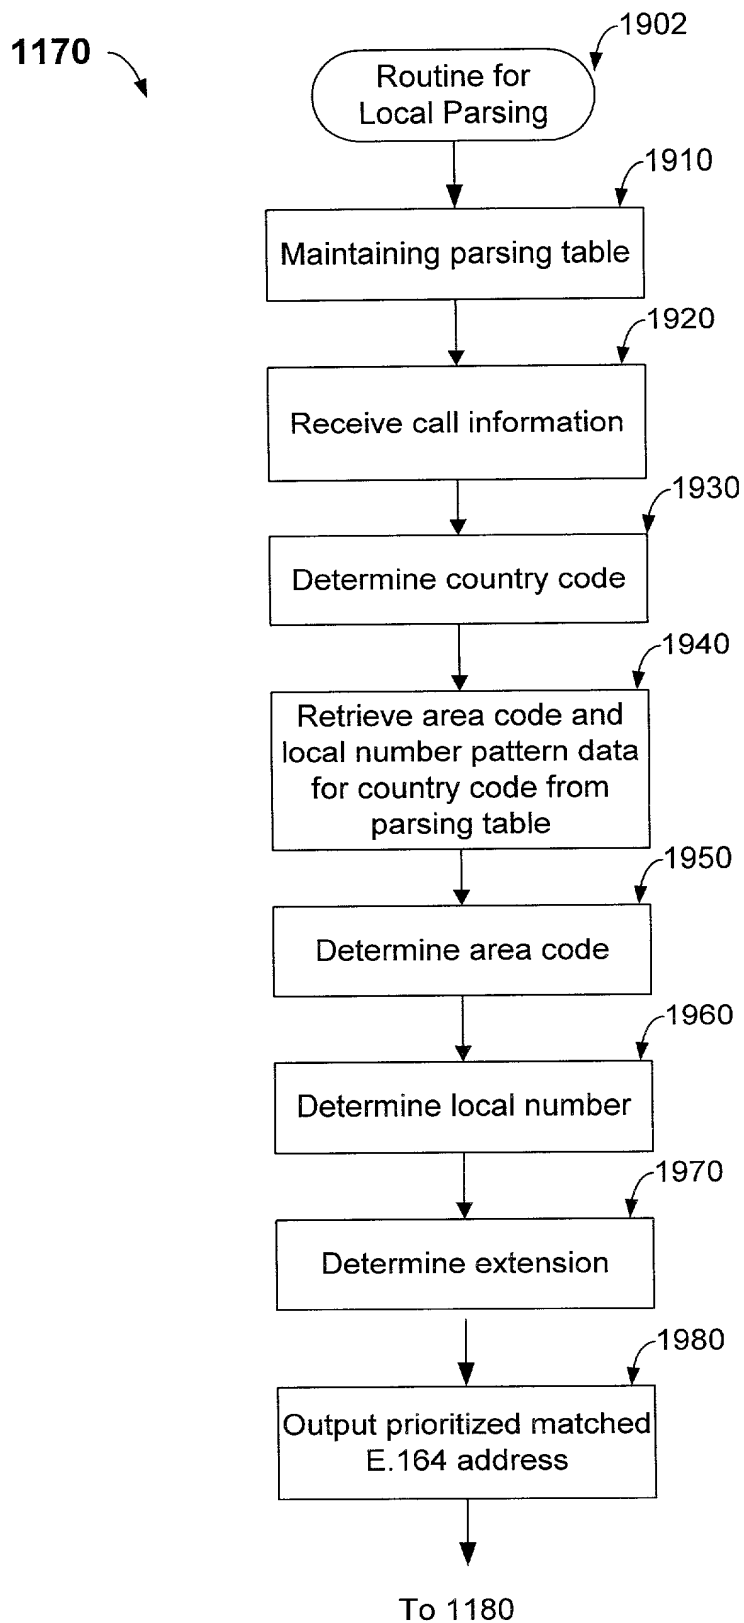 1170
1902
Routine for
Local Parsing
1910
Maintaining parsing table
1920
Receive call information
1930
Determine country code
1940
Retrieve area code and
local number pattern data
for country code from
parsing table
1950
Determine area code
1960
Determine local number
1970
Determine extension
1980
Output prioritized matched
E.164 address
To 1180